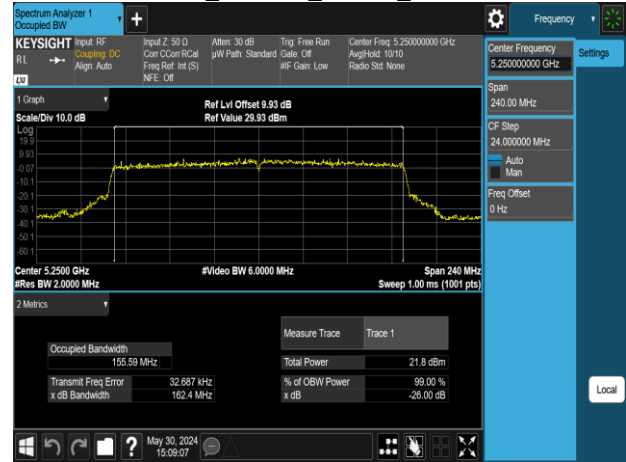 Spectrum Analyzer 1
Occupied BW
Frequency
KEYSIGHT
Input: RF
Coupling: DC
Align: Auto
Input Z: 50 Ω
Corr CCorr RCal
Freq Ref: Int (S)
NFE: Off
Atten: 30 dB
µW Path: Standard
Trig: Free Run
Gate: Off
#IF Gain: Low
Center Freq: 5.250000000 GHz
Avg|Hold: 10/10
Radio Std: None
RL
LXI
Center Frequency
5.250000000 GHz
Settings
Span
240.00 MHz
CF Step
24.000000 MHz
Auto
Man
Freq Offset
0 Hz
1 Graph
Scale/Div 10.0 dB
Ref Lvl Offset 9.93 dB
Ref Value 29.93 dBm
Log
19.9
9.93
-0.07
-10.1
-20.1
-30.1
-40.1
-50.1
-60.1
Center 5.2500 GHz
#Video BW 6.0000 MHz
Span 240 MHz
#Res BW 2.0000 MHz
Sweep 1.00 ms (1001 pts)
2 Metrics
Measure Trace
Trace 1
Occupied Bandwidth
155.59 MHz
Total Power
21.8 dBm
Transmit Freq Error
32.687 kHz
% of OBW Power
99.00 %
x dB Bandwidth
162.4 MHz
x dB
-26.00 dB
Local
?
May 30, 2024
15:09:07